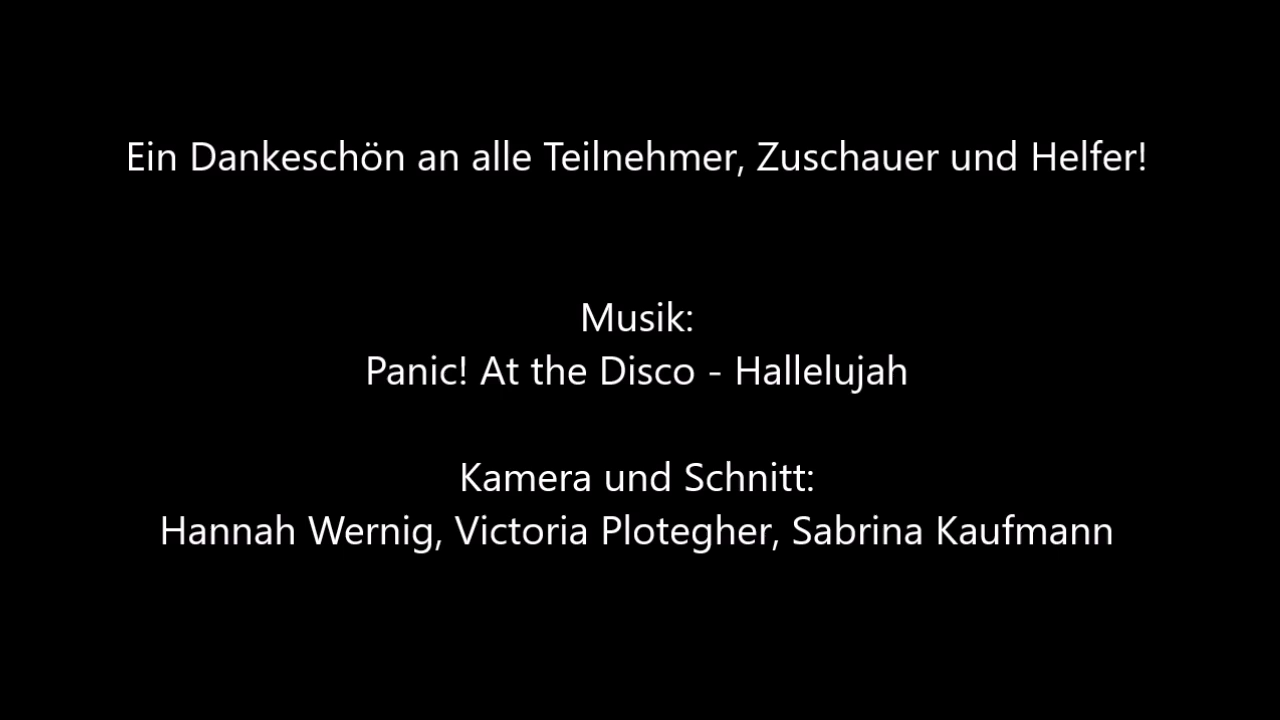 Ein Dankeschön an alle Teilnehmer, Zuschauer und Helfer!
Musik:
Panic! At the Disco - Hallelujah
Kamera und Schnitt:
Hannah Wernig, Victoria Plotegher, Sabrina Kaufmann